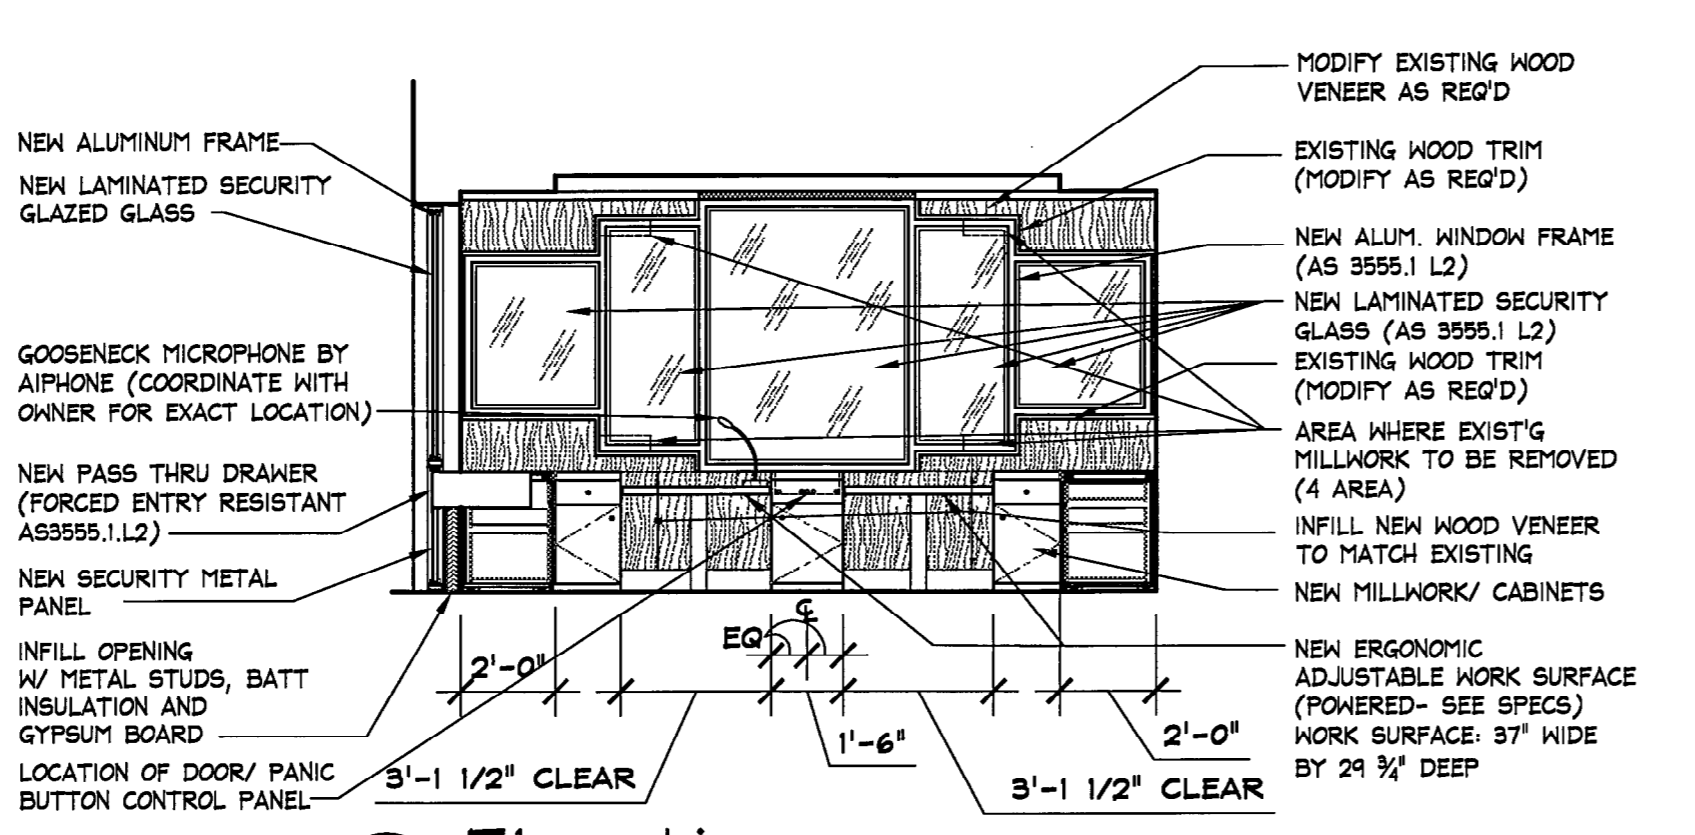 NEW ALUMINUM FRAME
NEW LAMINATED SECURITY
GLAZED GLASS
GOOSENECK MICROPHONE BY
AIPHONE (COORDINATE WITH
OWNER FOR EXACT LOCATION)
NEW PASS THRU DRAWER
(FORCED ENTRY RESISTANT
AS3555.1.L2)
NEW SECURITY METAL
PANEL
INFILL OPENING
W/ METAL STUDS, BATT
INSULATION AND
GYPSUM BOARD
LOCATION OF DOOR/ PANIC
BUTTON CONTROL PANEL
MODIFY EXISTING WOOD
VENEER AS REQ'D
EXISTING WOOD TRIM
(MODIFY AS REQ'D)
NEW ALUM. WINDOW FRAME
(AS 3555.1 L2)
NEW LAMINATED SECURITY
GLASS (AS 3555.1 L2)
EXISTING WOOD TRIM
(MODIFY AS REQ'D)
AREA WHERE EXIST'G
MILLWORK TO BE REMOVED
(4 AREA)
INFILL NEW WOOD VENEER
TO MATCH EXISTING
NEW MILLWORK/ CABINETS
NEW ERGONOMIC
ADJUSTABLE WORK SURFACE
(POWERED- SEE SPECS)
WORK SURFACE: 37" WIDE
BY 29 ¾" DEEP
℄
EQ
2'-0"
3'-1 1/2" CLEAR
1'-6"
3'-1 1/2" CLEAR
2'-0"